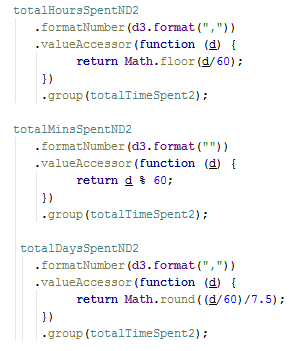 totalHoursSpentND2
.formatNumber(d3.format(","))
.valueAccessor(function (d) {
return Math.floor(d/60);
})
.group(totalTimeSpent2);
totalMinsSpentND2
.formatNumber(d3.format(""))
.valueAccessor(function (d) {
return d % 60;
})
.group(totalTimeSpent2);
totalDaysSpentND2
.formatNumber(d3.format(","))
.valueAccessor(function (d) {
return Math.round((d/60)/7.5);
})
.group(totalTimeSpent2);